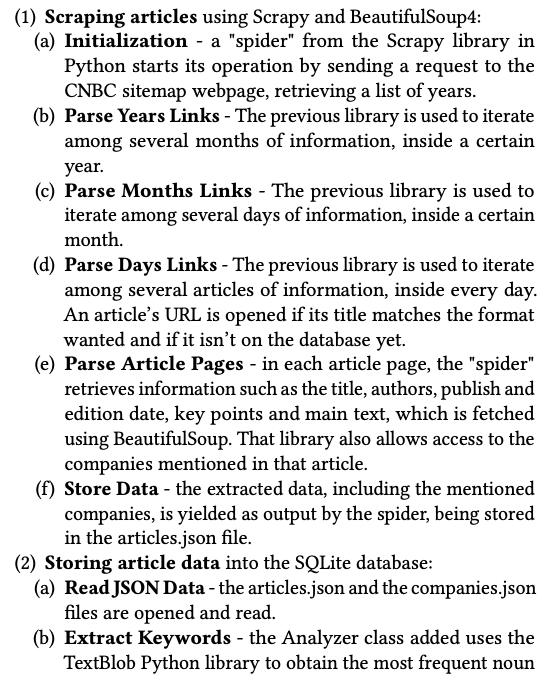 (1) Scraping articles using Scrapy and BeautifulSoup4:
(a) Initialization - a "spider" from the Scrapy library in
Python starts its operation by sending a request to the
CNBC sitemap webpage, retrieving a list of years.
(b) Parse Years Links - The previous library is used to iterate
among several months of information, inside a certain
year.
(c) Parse Months Links - The previous library is used to
iterate among several days of information, inside a certain
month.
(d) Parse Days Links - The previous library is used to iterate
among several articles of information, inside every day.
An article's URL is opened if its title matches the format
wanted and if it isn't on the database yet.
(e) Parse Article Pages - in each article page, the "spider"
retrieves information such as the title, authors, publish and
edition date, key points and main text, which is fetched
using BeautifulSoup. That library also allows access to the
companies mentioned in that article.
(f) Store Data - the extracted data, including the mentioned
companies, is yielded as output by the spider, being stored
in the articles.json file.
(2) Storing article data into the SQLite database:
(a) Read JSON Data - the articles.json and the companies.json
files are opened and read.
(b) Extract Keywords - the Analyzer class added uses the
TextBlob Python library to obtain the most frequent noun